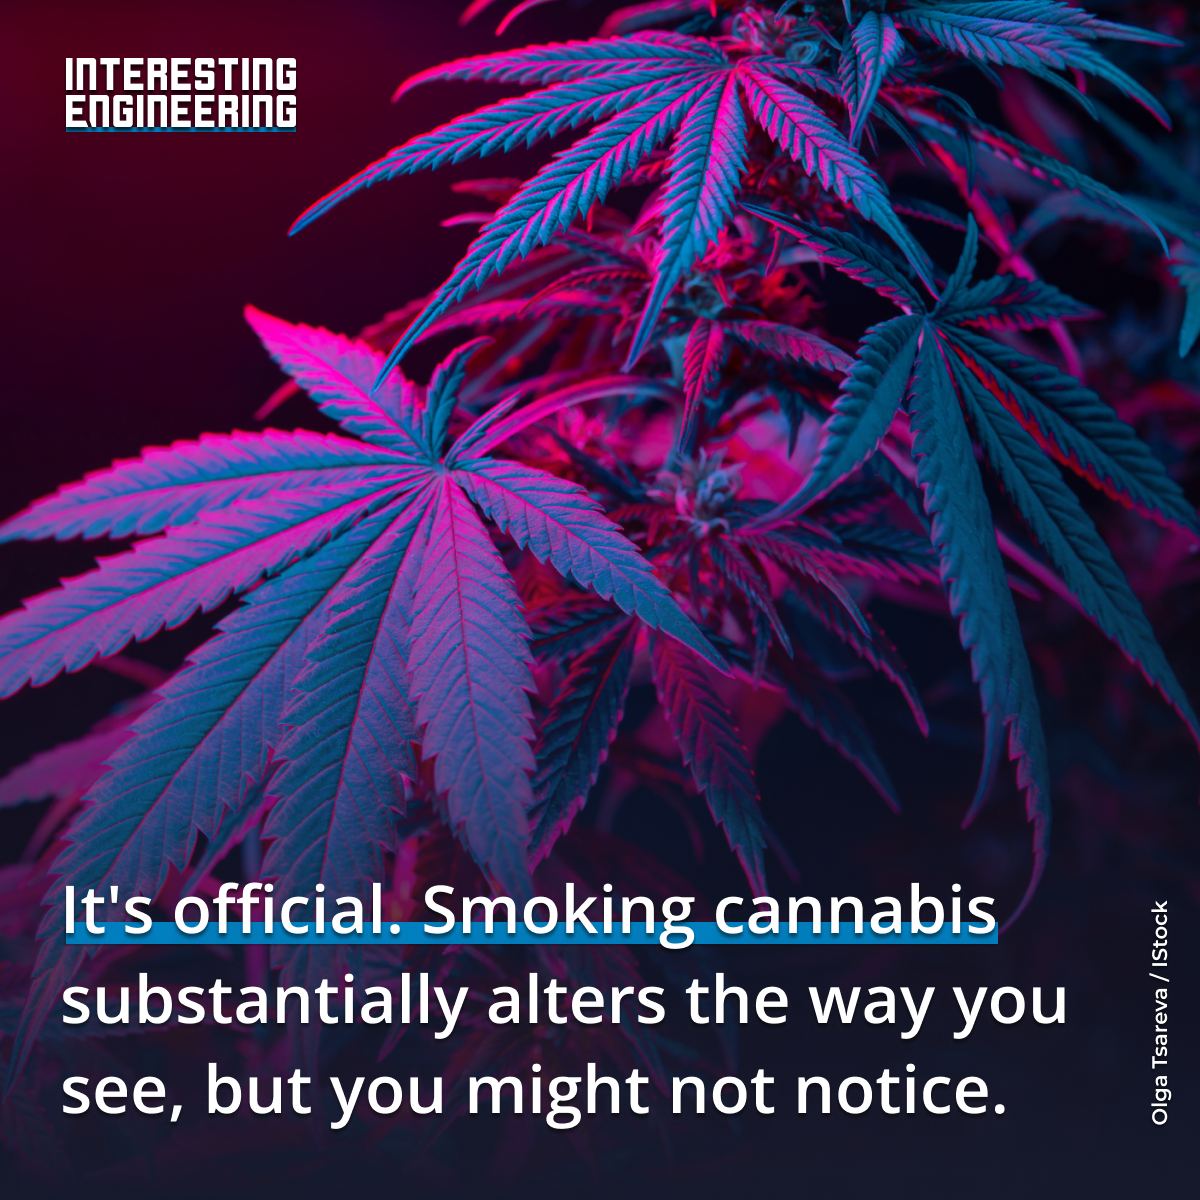 INTERESTING
ENGINEERING
It's official. Smoking cannabis
substantially alters the way you
see, but you might not notice.
Olga Tsareva / IStock